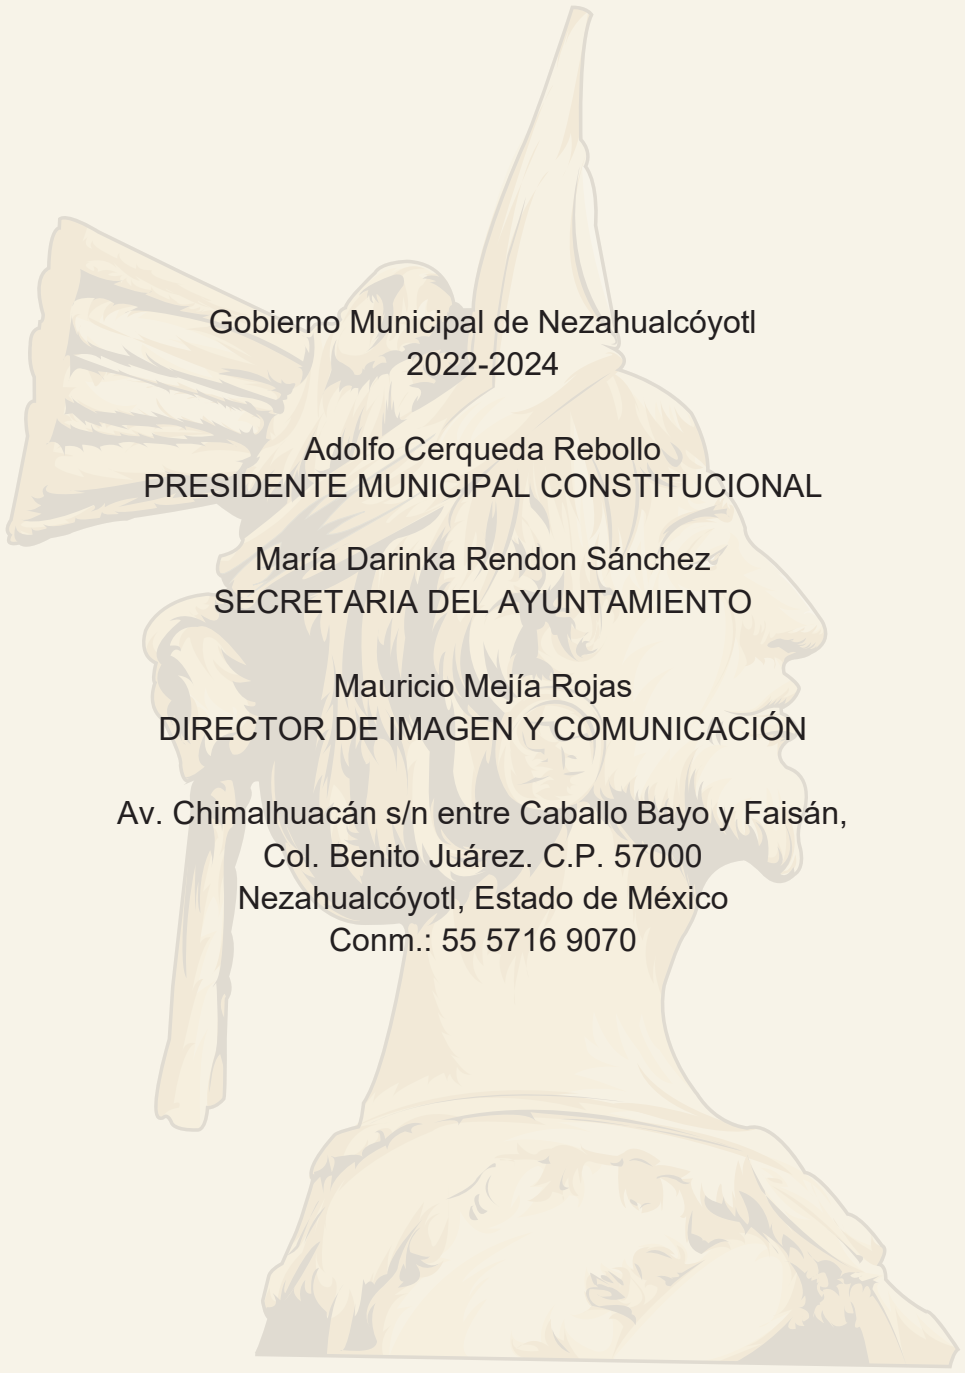 Gobierno Municipal de Nezahualcóyotl
2022-2024
Adolfo Cerqueda Rebollo
PRESIDENTE MUNICIPAL CONSTITUCIONAL
María Darinka Rendon Sánchez
SECRETARIA DEL AYUNTAMIENTO
Mauricio Mejía Rojas
DIRECTOR DE IMAGEN Y COMUNICACIÓN
Av. Chimalhuacán s/n entre Caballo Bayo y Faisán,
Col. Benito Juárez. C.P. 57000
Nezahualcóyotl, Estado de México
Conm.: 55 5716 9070